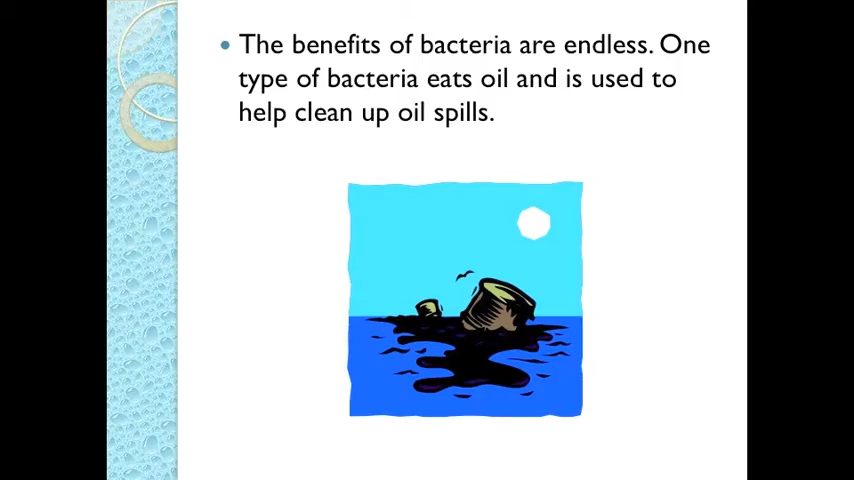 The benefits of bacteria are endless. One
type of bacteria eats oil and is used to
help clean up oil spills.